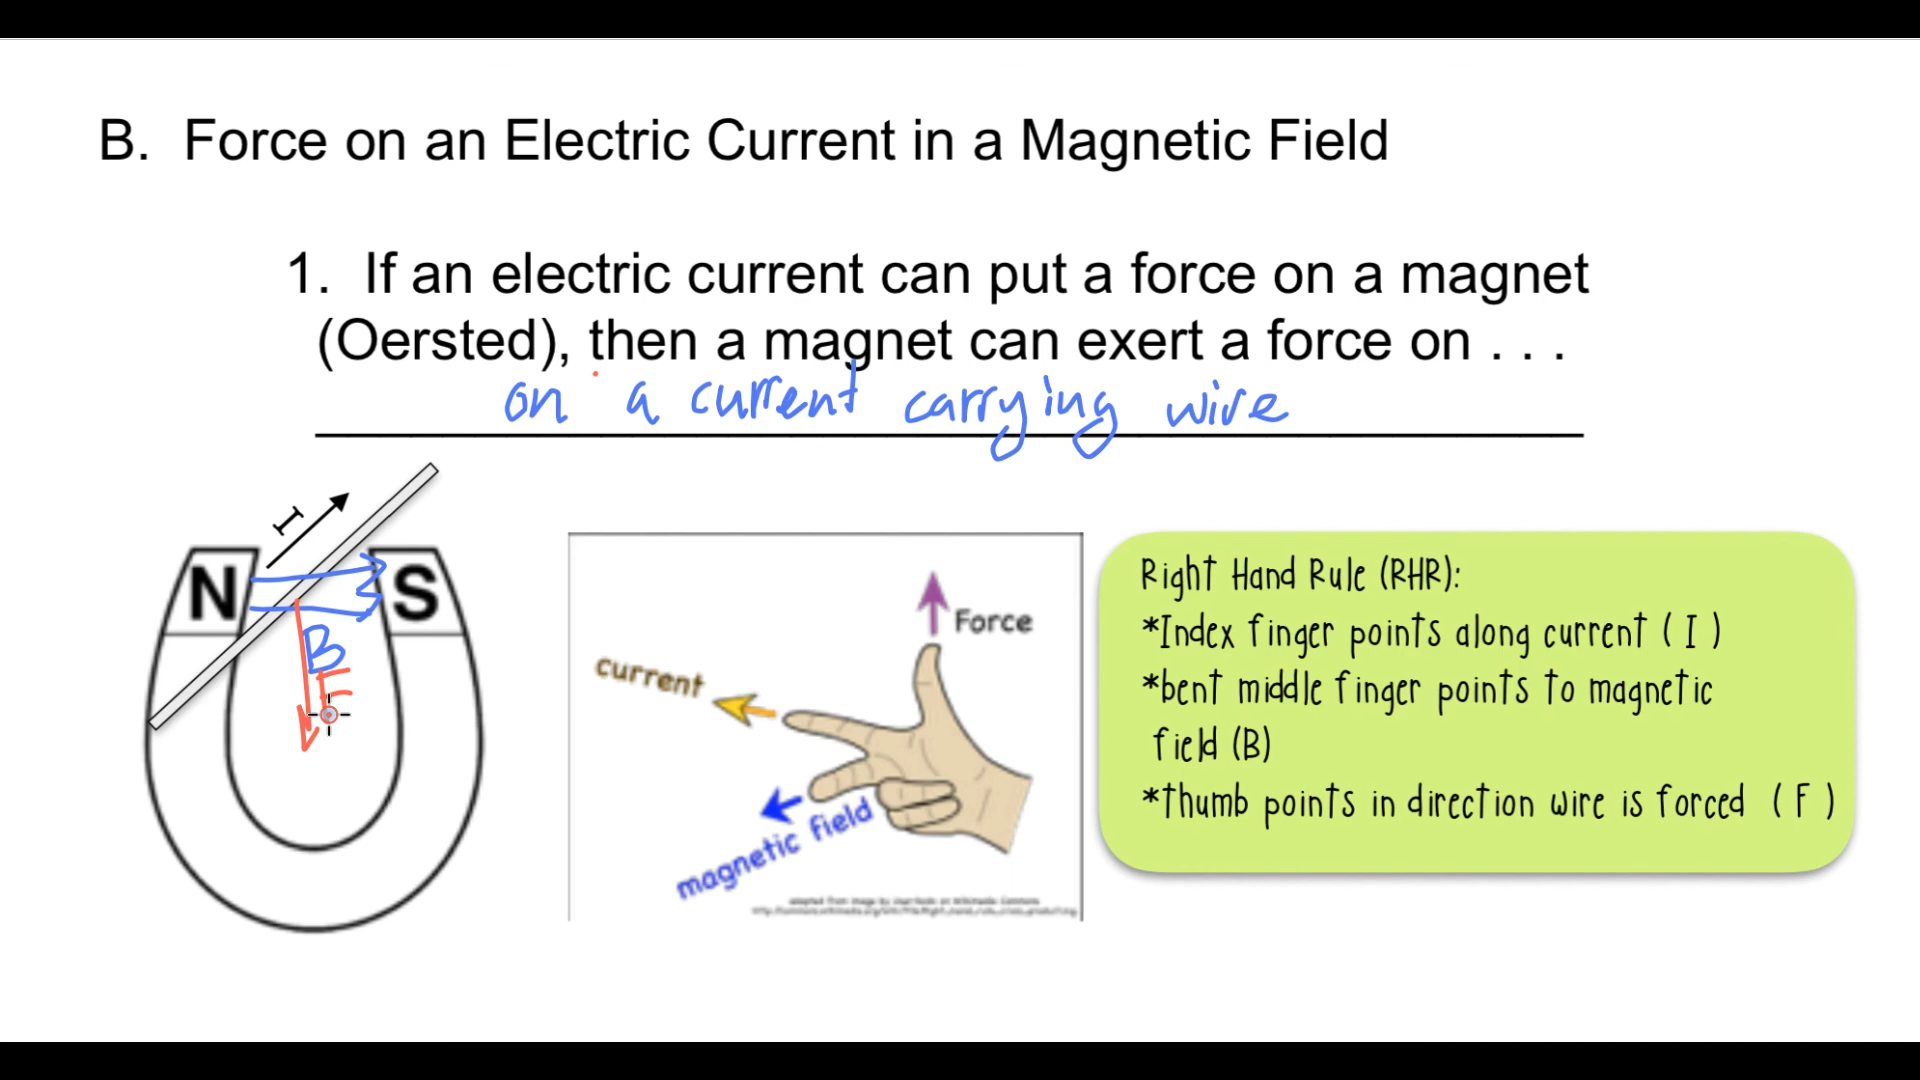 B. Force on an Electric Current in a Magnetic Field
1. If an electric current can put a force on a magnet
(Oersted), then a magnet can exert a force on . . .
on a current carrying wire
I
N
S
B
F
Force
current
magnetic field
Right Hand Rule (RHR):
*Index finger points along current ( I )
*bent middle finger points to magnetic
field (B)
*thumb points in direction wire is forced ( F )